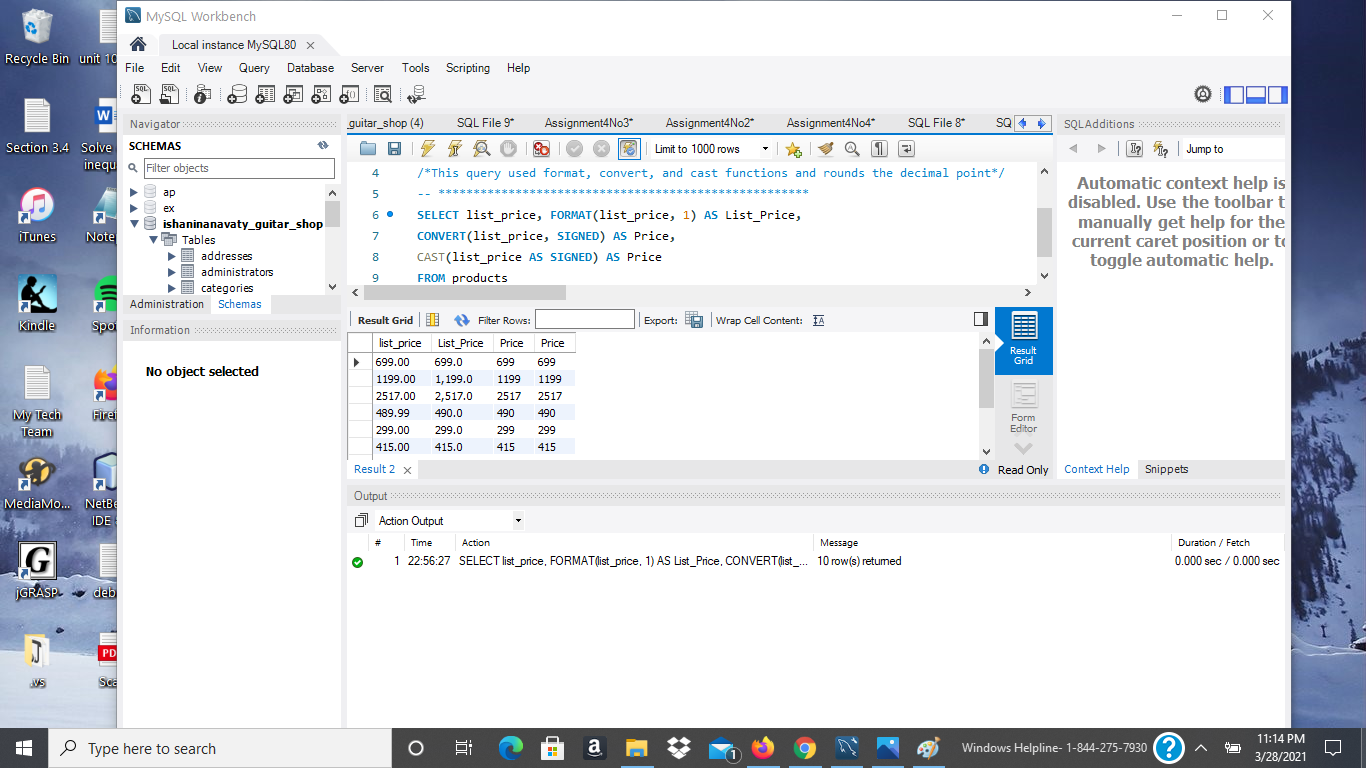 MySQL Workbench
Local instance MySQL80
File Edit View Query Database Server Tools Scripting Help
Navigator
SCHEMAS
Filter objects
ap
ex
ishaninanavaty_guitar_shop
Tables
addresses
administrators
categories
Administration Schemas
Information
No object selected
guitar_shop (4) SQL File 9* Assignment4No3* Assignment4No2* Assignment4No4* SQL File 8* SQ
Limit to 1000 rows
4 /*This query used format, convert, and cast functions and rounds the decimal point*/
5 -- *****************************************************
6 SELECT list_price, FORMAT(list_price, 1) AS List_Price,
7 CONVERT(list_price, SIGNED) AS Price,
8 CAST(list_price AS SIGNED) AS Price
9 FROM products
Result Grid Filter Rows: Export: Wrap Cell Content:
list_price List_Price Price Price
699.00 699.0 699 699
1199.00 1,199.0 1199 1199
2517.00 2,517.0 2517 2517
489.99 490.0 490 490
299.00 299.0 299 299
415.00 415.0 415 415
Result Grid
Form Editor
Result 2
Read Only
SQLAdditions
Jump to
Automatic context help is
disabled. Use the toolbar t
manually get help for the
current caret position or to
toggle automatic help.
Context Help Snippets
Output
Action Output
# Time Action Message Duration / Fetch
1 22:56:27 SELECT list_price, FORMAT(list_price, 1) AS List_Price, CONVERT(list_... 10 row(s) returned 0.000 sec / 0.000 sec
Recycle Bin
unit 10
Section 3.4
Solve
inequ
iTunes
Notep
Kindle
Spot
My Tech
Team
Firef
MediaMo...
NetBe
IDE
jGRASP
deb
.vs
PDF
Sca
Type here to search
Windows Helpline- 1-844-275-7930
11:14 PM
3/28/2021